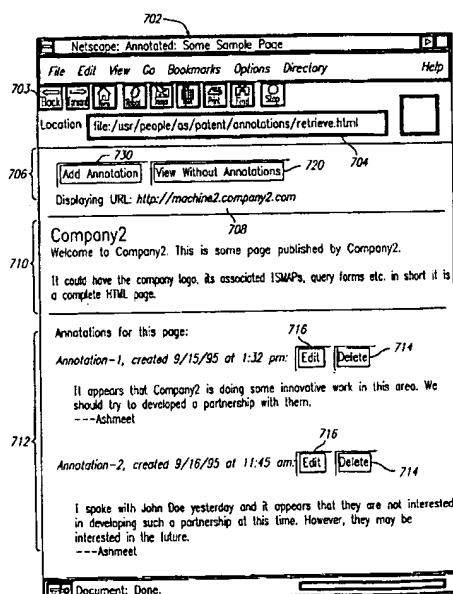 702
Netscape: Annotated: Some Sample Page
File Edit View Go Bookmarks Options Directory Help
703
Back Forward Home Find Stop
Location file:/usr/people/as/patent/annotations/retrieve.html
704
730
706 Add Annotation View Without Annotations 720
Displaying URL: http://machine2.company2.com
708
Company2
710 Welcome to Company2. This is some page published by Company2.
It could have the company logo, its associated ISMAPs, query forms etc. in short it is
a complete HTML page.
Annotations for this page:
716
Annotation-1, created 9/15/95 at 1:32 pm: Edit Delete 714
It appears that Company2 is doing some innovative work in this area. We
should try to developed a partnership with them.
---Ashmeet
712
716
Annotation-2, created 9/16/95 at 11:45 am: Edit Delete 714
I spoke with John Doe yesterday and it appears that they are not interested
in developing such a partnership at this time. However, they may be
interested in the future.
---Ashmeet
Document: Done.